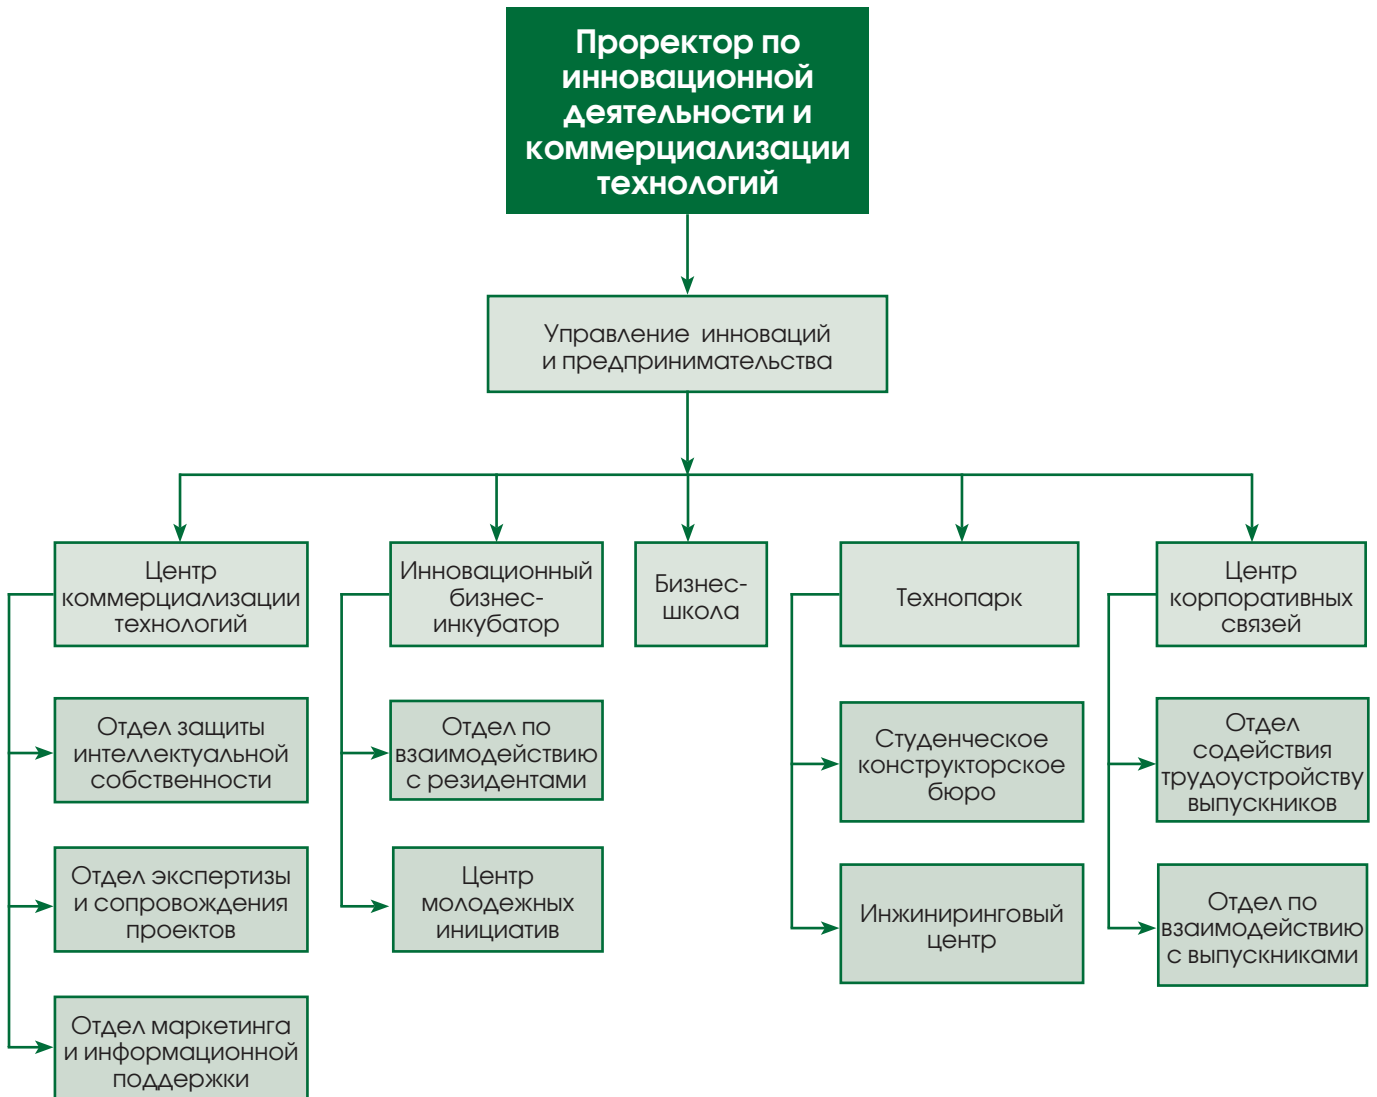 Проректор по
инновационной
деятельности и
коммерциализации
технологий
Управление инноваций
и предпринимательства
Центр
коммерциализации
технологий
Инновационный
бизнес-
инкубатор
Бизнес-
школа
Технопарк
Центр
корпоративных
связей
Отдел защиты
интеллектуальной
собственности
Отдел по
взаимодействию
с резидентами
Студенческое
конструкторское
бюро
Отдел
содействия
трудоустройству
выпускников
Отдел экспертизы
и сопровождения
проектов
Центр
молодежных
инициатив
Инжиниринговый
центр
Отдел по
взаимодействию
с выпускниками
Отдел маркетинга
и информационной
поддержки